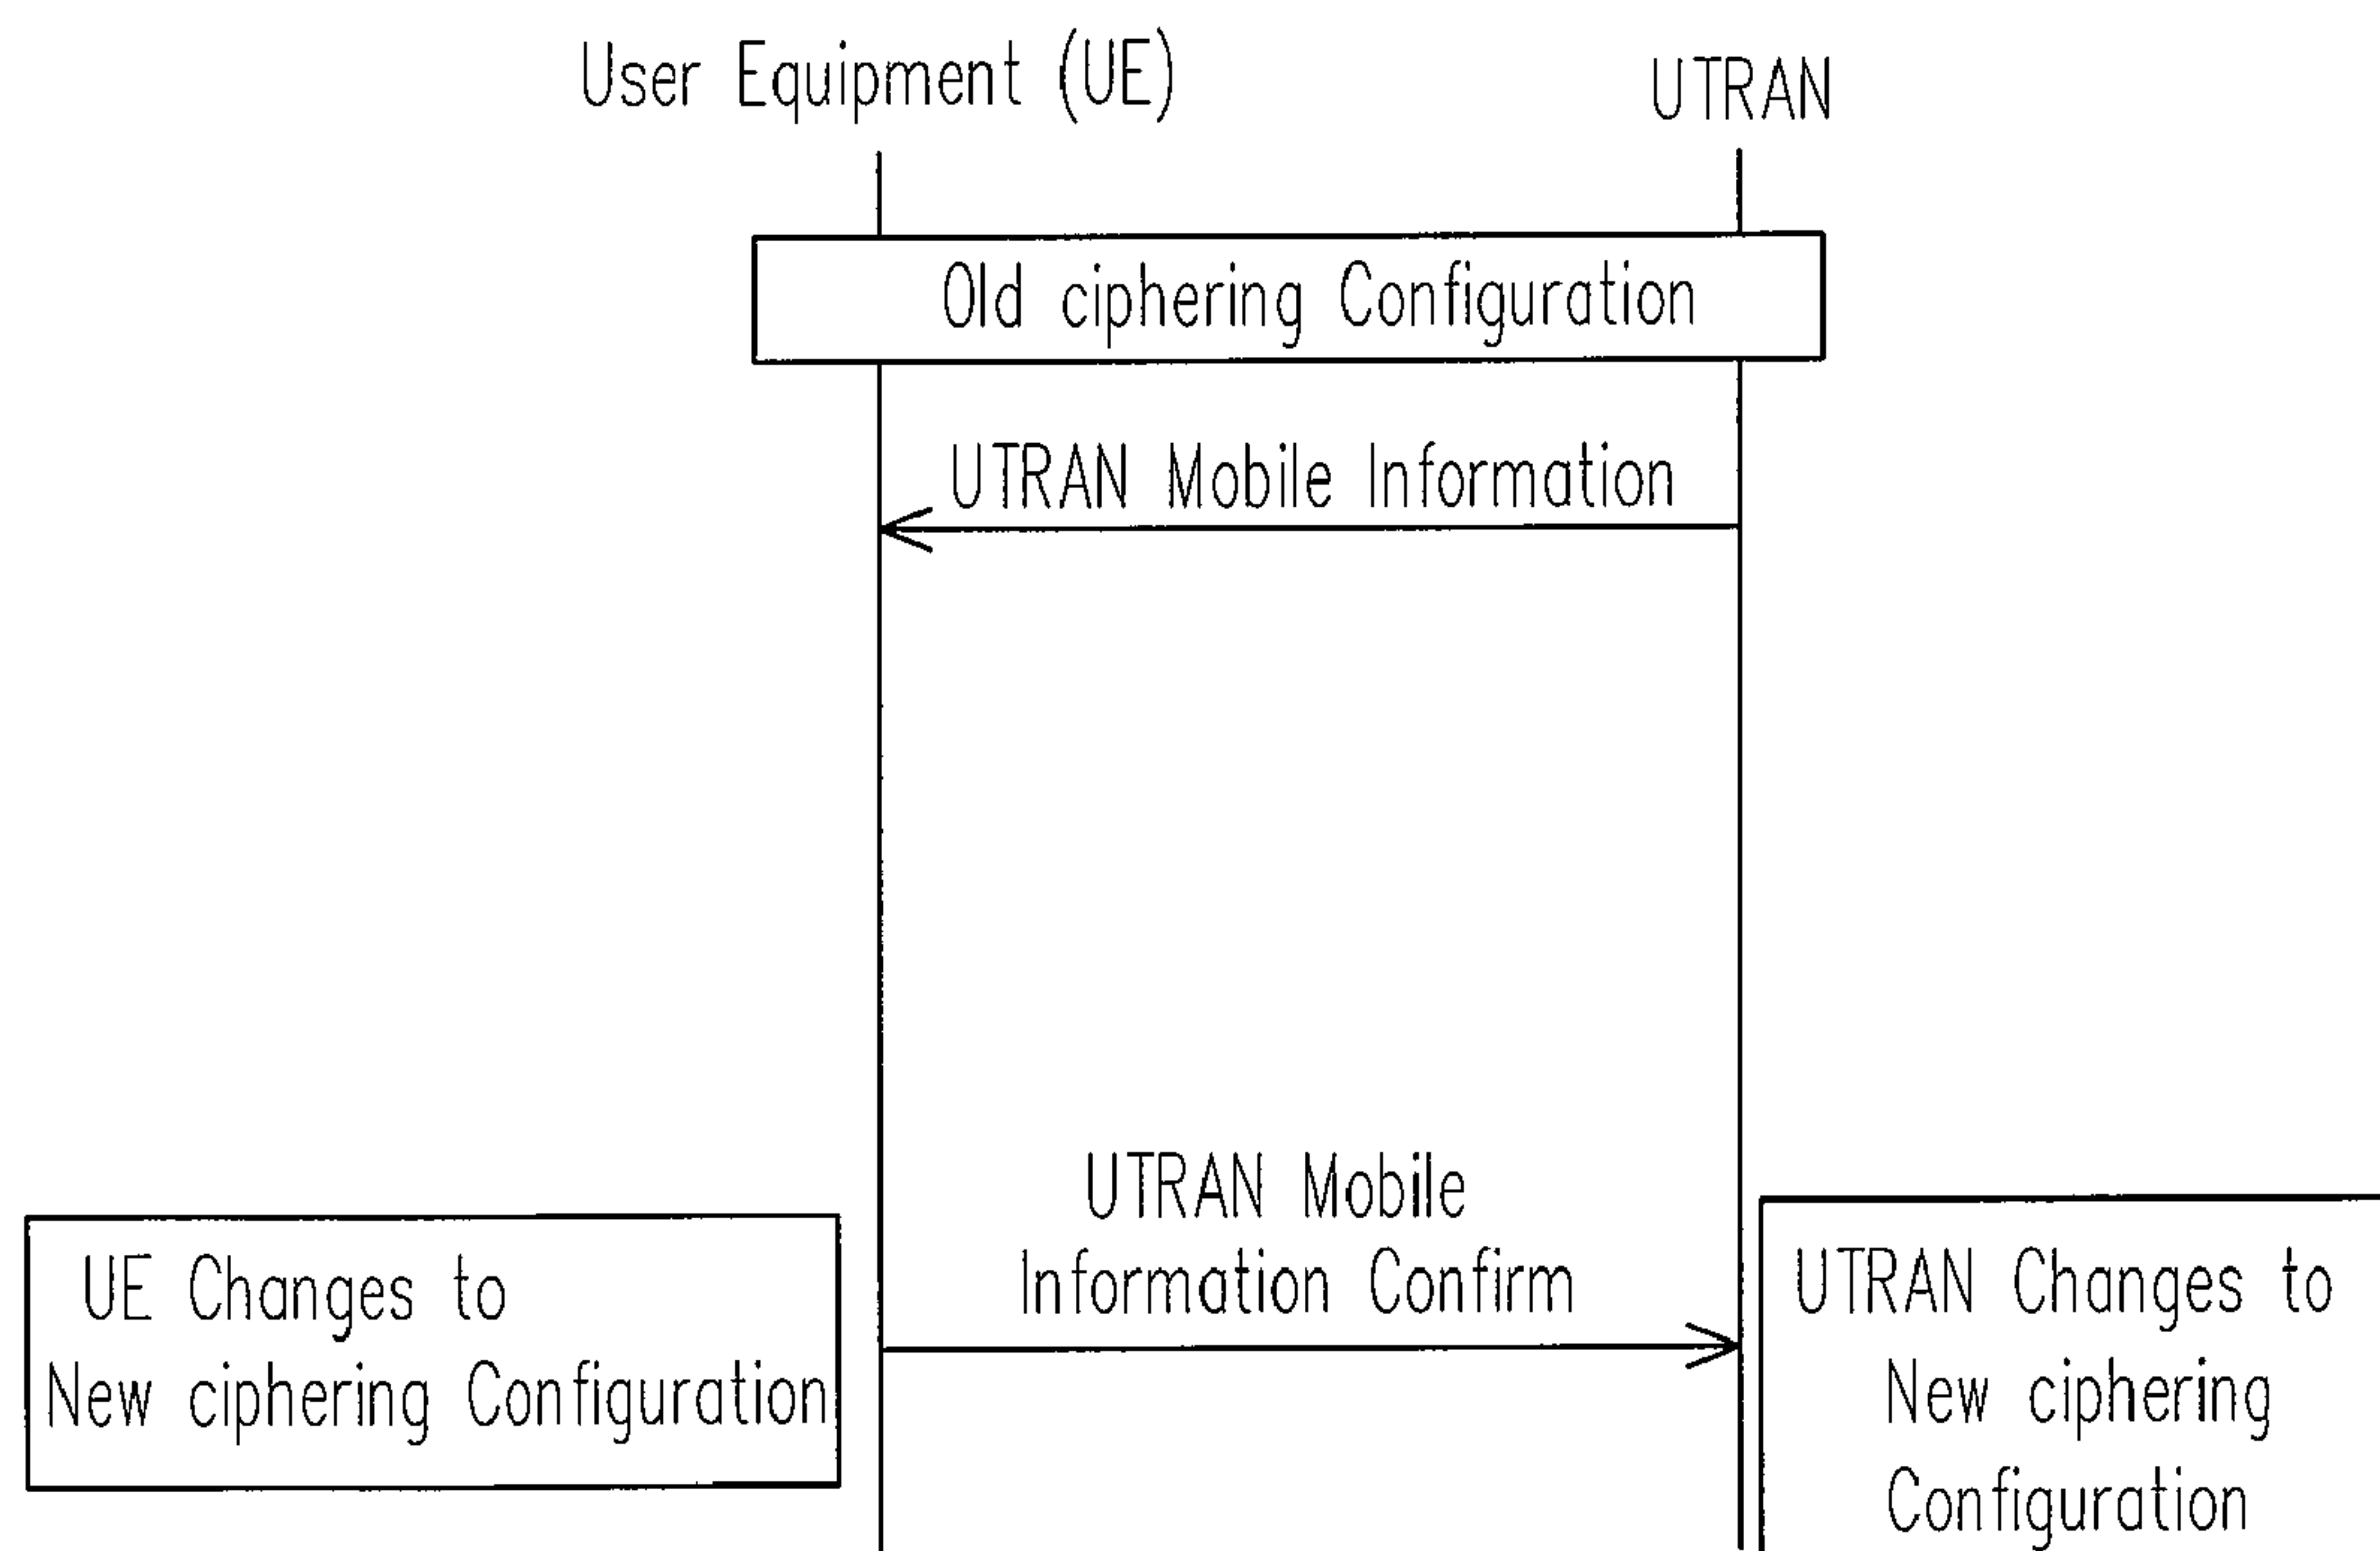 User Equipment (UE)
UTRAN
Old ciphering Configuration
UTRAN Mobile Information
UTRAN Mobile
Information Confirm
UE Changes to
New ciphering Configuration
UTRAN Changes to
New ciphering
Configuration